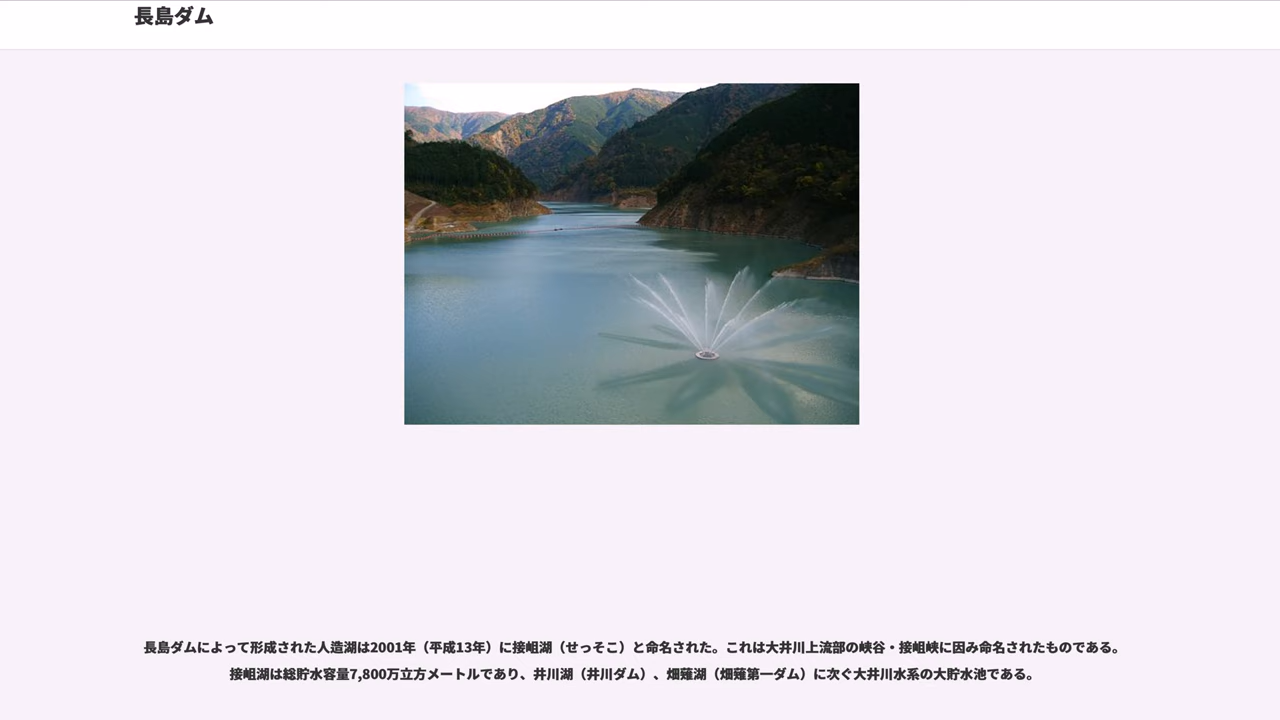 長島ダム
長島ダムによって形成された人造湖は2001年（平成13年）に接岨湖（せっそこ）と命名された。これは大井川上流部の峡谷・接岨峡に因み命名されたものである。
接岨湖は総貯水容量7,800万立方メートルであり、井川湖（井川ダム）、畑薙湖（畑薙第一ダム）に次ぐ大井川水系の大貯水池である。